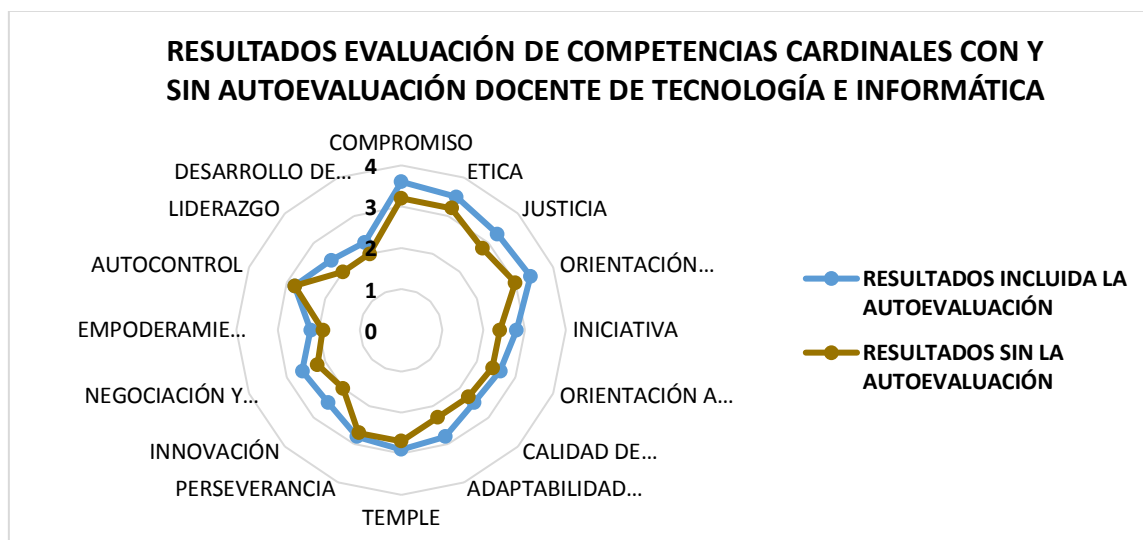 RESULTADOS EVALUACIÓN DE COMPETENCIAS CARDINALES CON Y
SIN AUTOEVALUACIÓN DOCENTE DE TECNOLOGÍA E INFORMÁTICA
COMPROMISO
ETICA
JUSTICIA
ORIENTACIÓN...
INICIATIVA
ORIENTACIÓN A...
CALIDAD DE...
ADAPTABILIDAD...
TEMPLE
PERSEVERANCIA
INNOVACIÓN
NEGOCIACIÓN Y...
EMPODERAMIE...
AUTOCONTROL
LIDERAZGO
DESARROLLO DE...
4
3
2
1
0
RESULTADOS INCLUIDA LA
AUTOEVALUACIÓN
RESULTADOS SIN LA
AUTOEVALUACIÓN